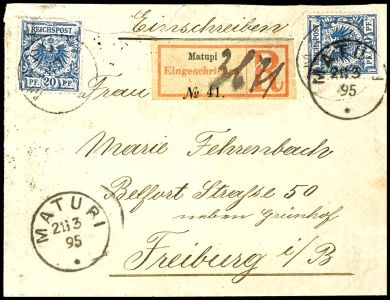 Einschreiben
REICHSPOST
PF. 20 PF.
Matupi
Eingeschrieben
R
№ 41.
MATUPI
21/3
95
*
Frau
Marie Fehrenbach
Belfort Straße 50
neben Grünhof
Freiburg i/B
MATUPI
21/3
95
*